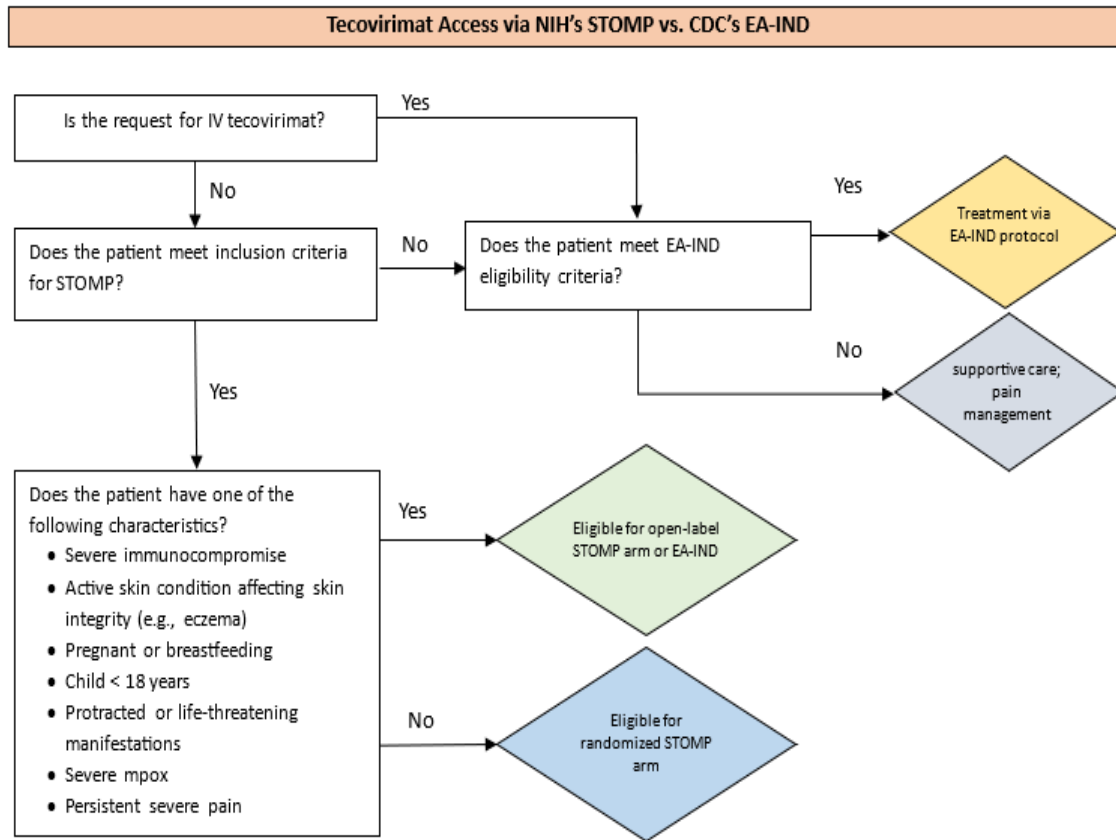 Tecovirimat Access via NIH's STOMP vs. CDC's EA-IND
Is the request for IV tecovirimat?
Yes
No
Does the patient meet inclusion criteria
for STOMP?
No
Does the patient meet EA-IND
eligibility criteria?
Yes
Treatment via
EA-IND protocol
No
supportive care;
pain
management
Yes
Does the patient have one of the
following characteristics?
• Severe immunocompromise
• Active skin condition affecting skin
integrity (e.g., eczema)
• Pregnant or breastfeeding
• Child < 18 years
• Protracted or life-threatening
manifestations
• Severe mpox
• Persistent severe pain
Yes
Eligible for open-label
STOMP arm or EA-IND
No
Eligible for
randomized STOMP
arm